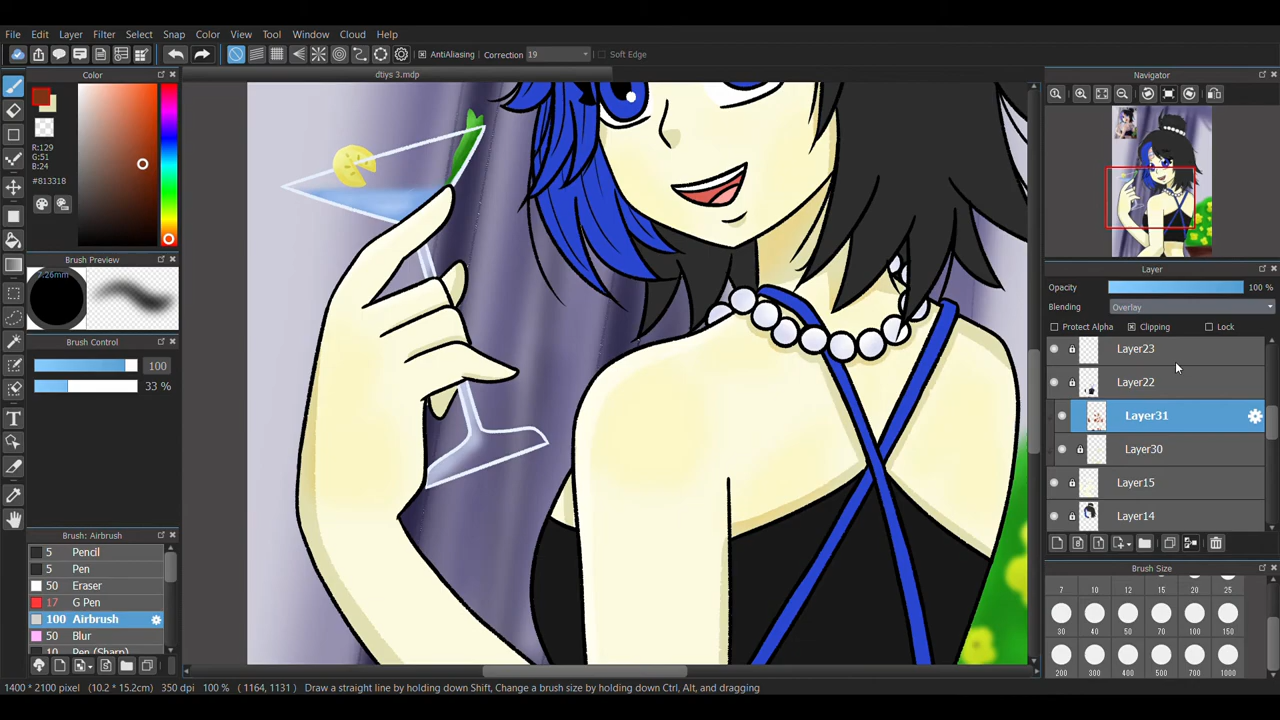 File Edit Layer Filter Select Snap Color View Tool Window Cloud Help
AntiAliasing Correction 19 Soft Edge
Color
dtiys 3.mdp
Navigator
R:129
G:51
B:24
#813318
Brush Preview
Layer
Opacity 100 %
Blending Overlay
Protect Alpha Clipping Lock
Brush Control
100
33 %
Layer23
Layer22
Layer31
Layer30
Layer15
Layer14
Brush: Airbrush
5 Pencil
5 Pen
50 Eraser
17 G Pen
100 Airbrush
50 Blur
10 Pen (Sharp)
Brush Size
7 10 12 15 20 25
30 40 50 70 100 150
200 300 400 500 700 1000
1400 * 2100 pixel (10.2 * 15.2cm) 350 dpi 100 % ( 1164, 1131 ) Draw a straight line by holding down Shift, Change a brush size by holding down Ctrl, Alt, and dragging